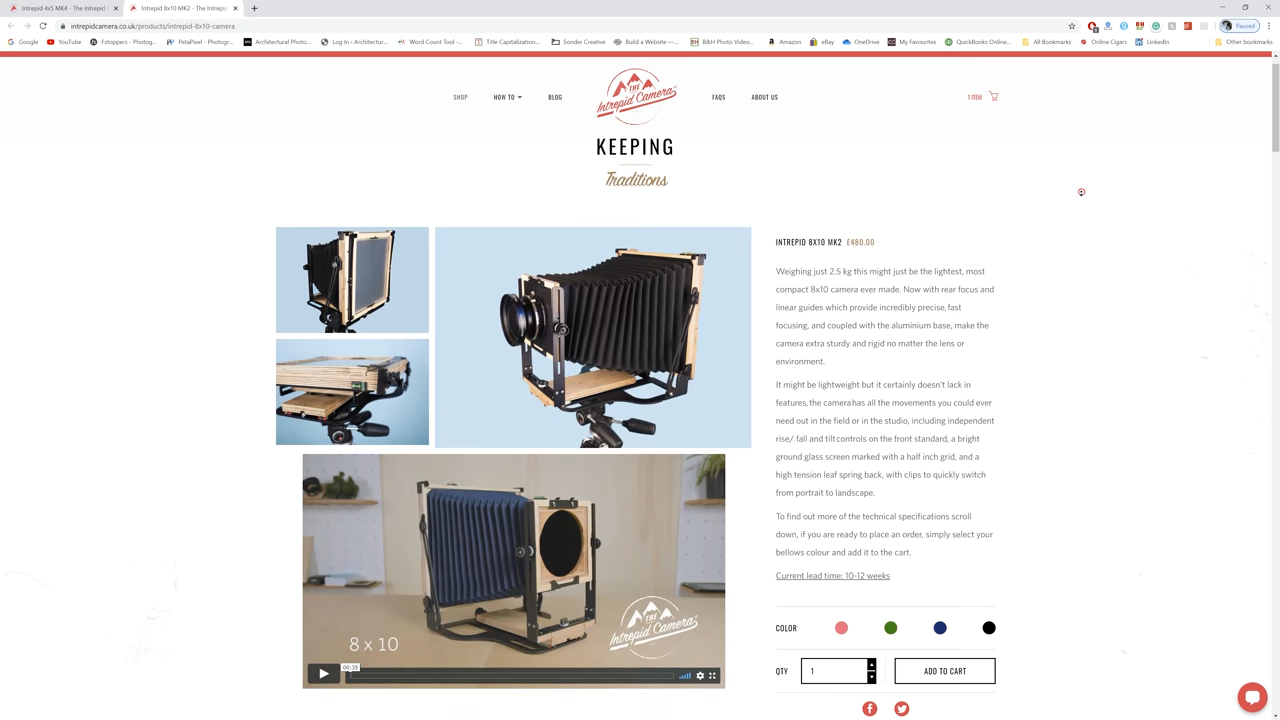 Intrepid 4x5 MK4 - The Intrepid
Intrepid 8x10 MK2 - The Intrepid
intrepidcamera.co.uk/products/intrepid-8x10-camera
Paused
Google
YouTube
Fstoppers - Photog...
PetaPixel - Photogr...
Architectural Photo...
Log In ‹ Architectur...
Word Count Tool -...
Title Capitalization...
Sonder Creative
Build a Website —...
B&H Photo Video...
Amazon
eBay
OneDrive
My Favourites
QuickBooks Online...
All Bookmarks
Online Cigars
LinkedIn
Other bookmarks
SHOP
HOW TO
BLOG
THE
Intrepid Camera
FAQS
ABOUT US
1 ITEM
KEEPING
Traditions
INTREPID 8X10 MK2 £480.00
Weighing just 2.5 kg this might just be the lightest, most
compact 8x10 camera ever made. Now with rear focus and
linear guides which provide incredibly precise, fast
focusing, and coupled with the aluminium base, make the
camera extra sturdy and rigid no matter the lens or
environment.
It might be lightweight but it certainly doesn't lack in
features, the camera has all the movements you could ever
need out in the field or in the studio, including independent
rise/ fall and tilt controls on the front standard, a bright
ground glass screen marked with a half inch grid, and a
high tension leaf spring back, with clips to quickly switch
from portrait to landscape.
To find out more of the technical specifications scroll
down, if you are ready to place an order, simply select your
bellows colour and add it to the cart.
Current lead time: 10-12 weeks
8 x 10
THE
Intrepid Camera
00:35
COLOR
QTY
1
ADD TO CART